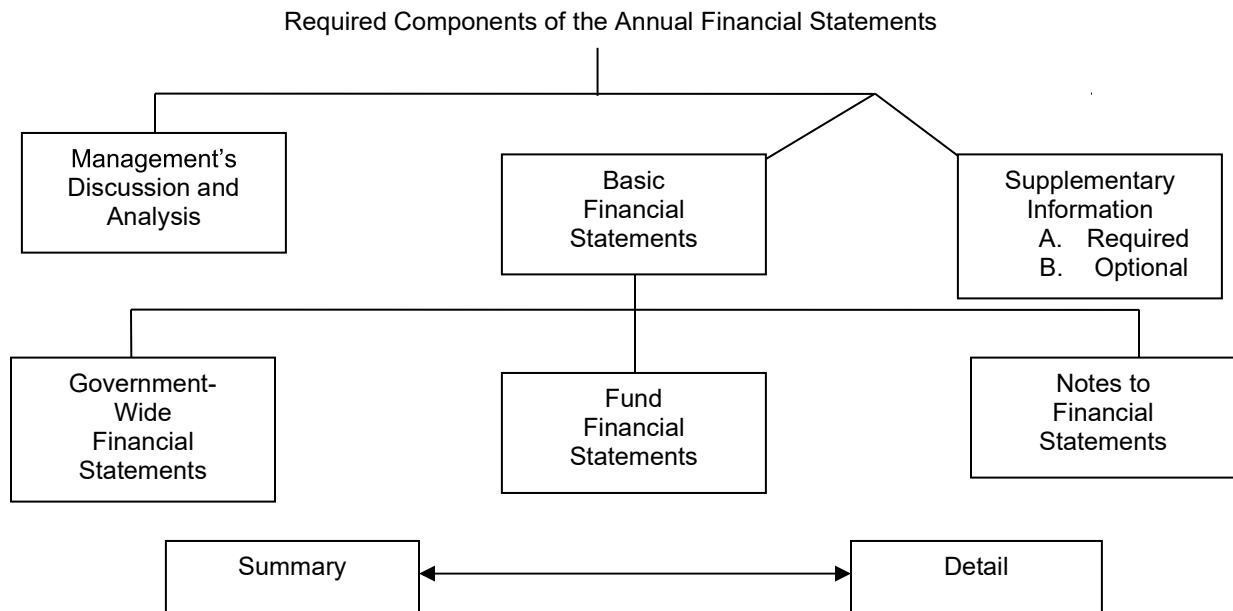 Required Components of the Annual Financial Statements
Management’s
Discussion and
Analysis
Basic
Financial
Statements
Supplementary
Information
A. Required
B. Optional
Government-
Wide
Financial
Statements
Fund
Financial
Statements
Notes to
Financial
Statements
Summary
Detail